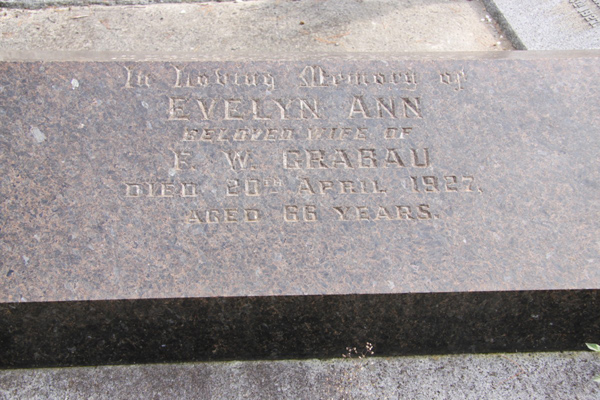 In Loving Memory of
EVELYN ANN
BELOVED WIFE OF
F. W. GRABAU
DIED 20TH APRIL 1927.
AGED 66 YEARS.